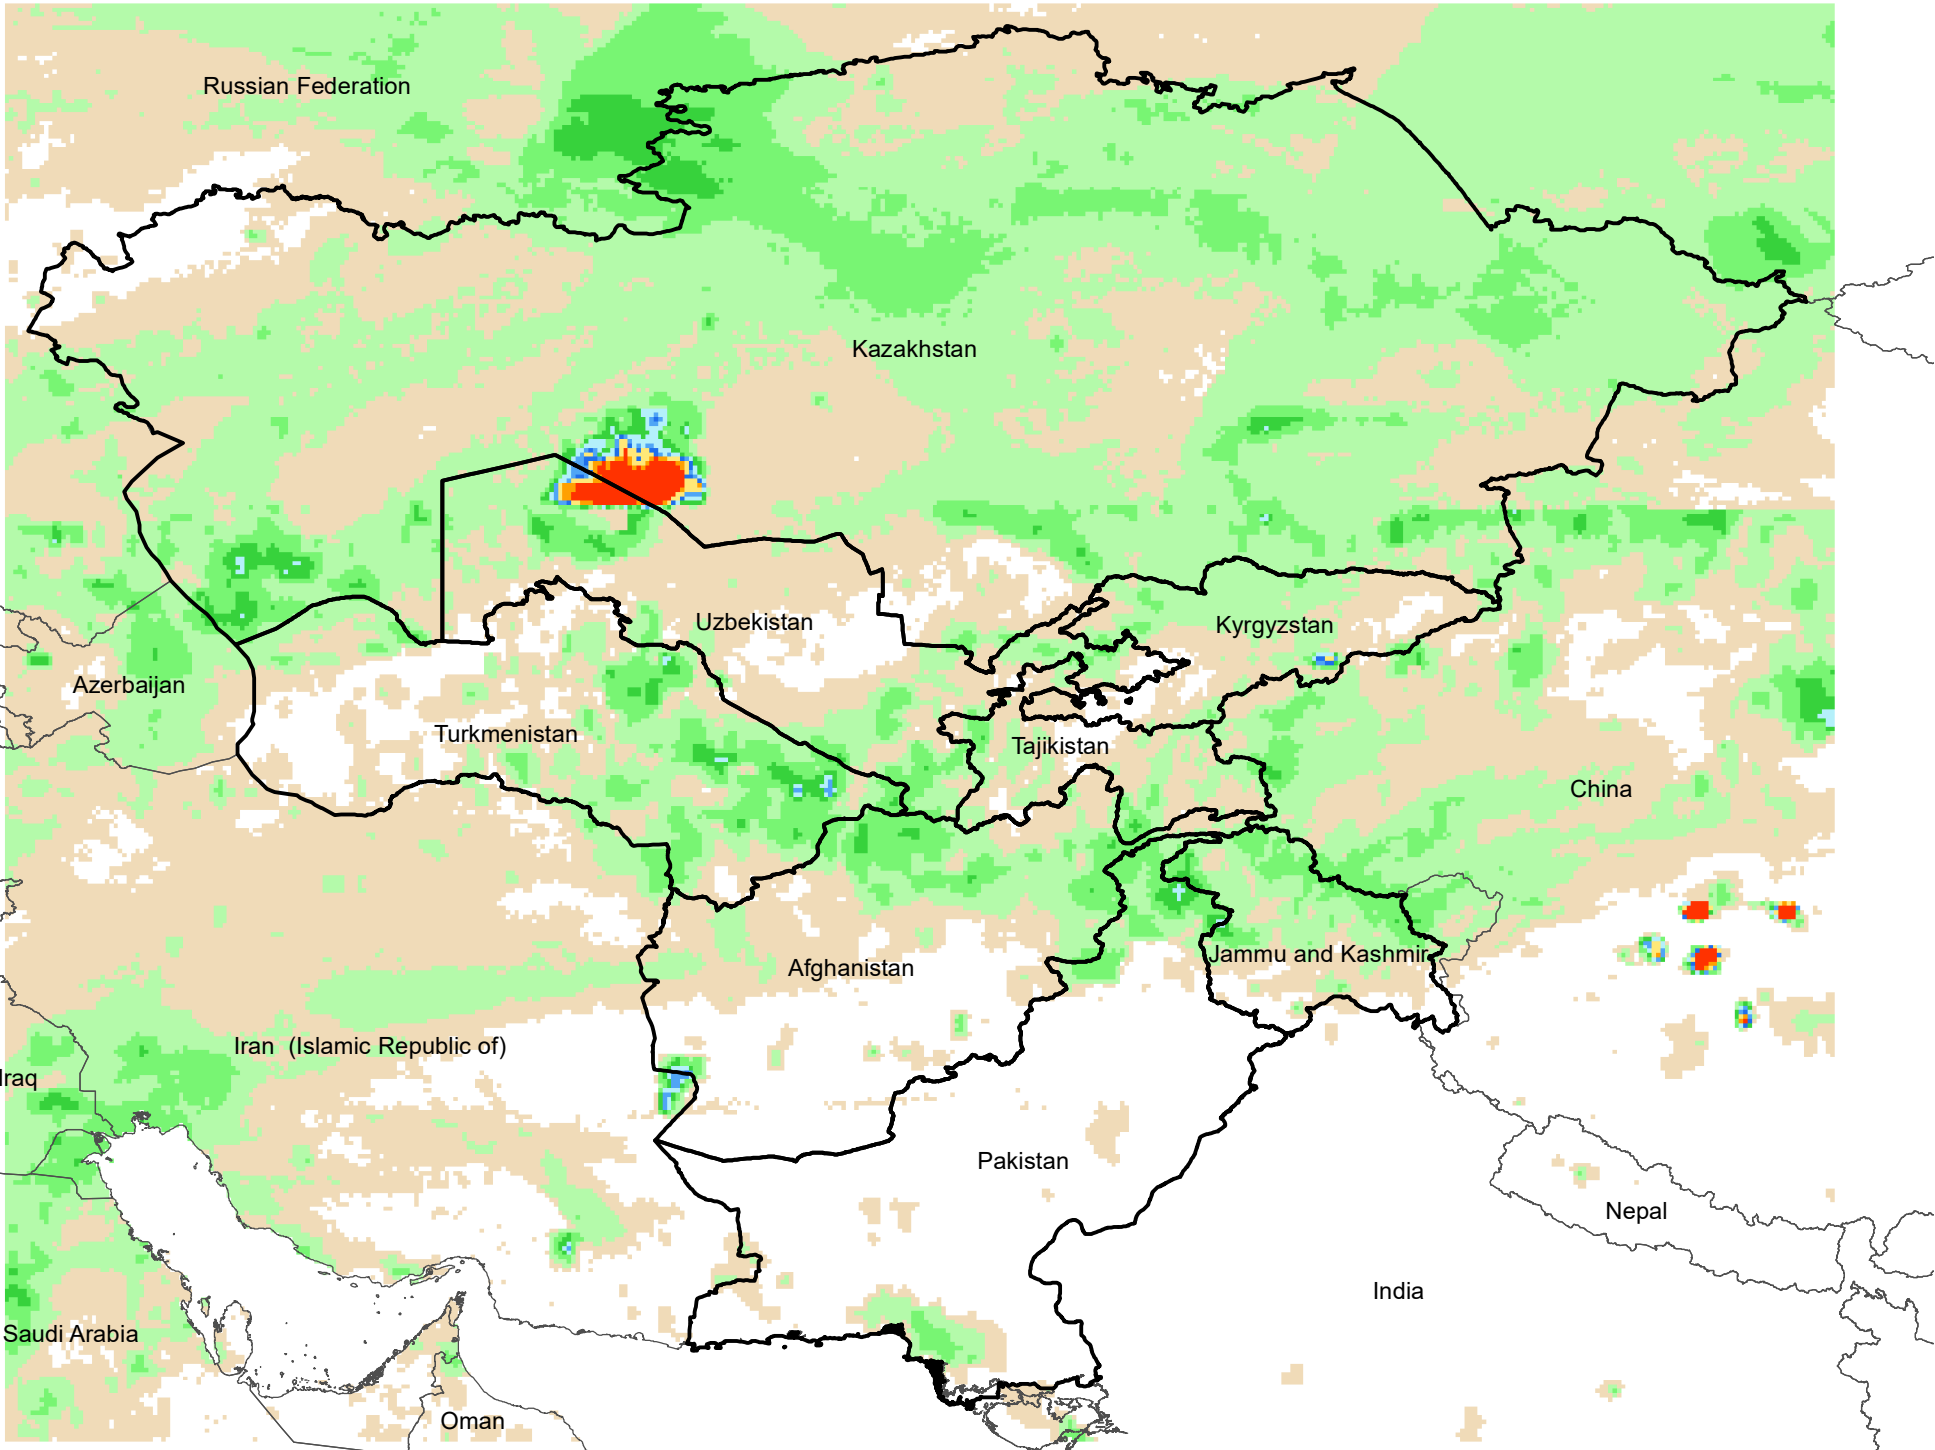 Russian Federation
Kazakhstan
Uzbekistan
Kyrgyzstan
Azerbaijan
Turkmenistan
Tajikistan
China
Jammu and Kashmir
Afghanistan
Iran  (Islamic Republic of)
Iraq
Pakistan
Nepal
India
Saudi Arabia
Oman